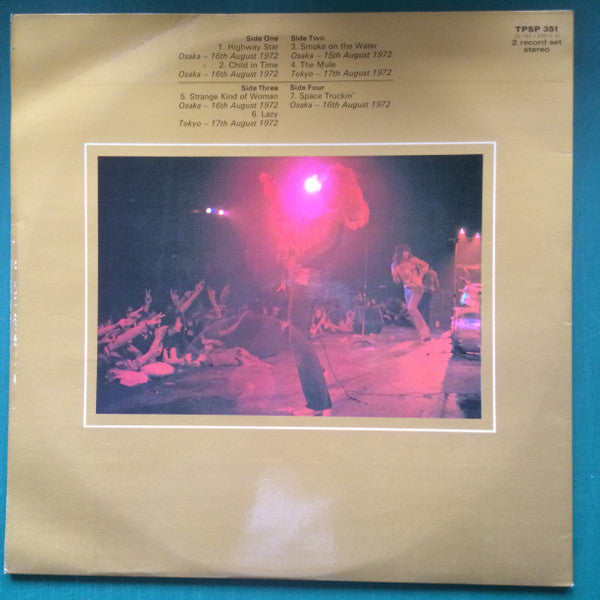 Side One
1. Highway Star
Osaka – 16th August 1972
2. Child in Time
Osaka – 16th August 1972
Side Two
3. Smoke on the Water
Osaka – 15th August 1972
4. The Mule
Tokyo – 17th August 1972
Side Three
5. Strange Kind of Woman
Osaka – 16th August 1972
6. Lazy
Tokyo – 17th August 1972
Side Four
7. Space Truckin'
Osaka – 16th August 1972
TPSP 351
2 record set
stereo